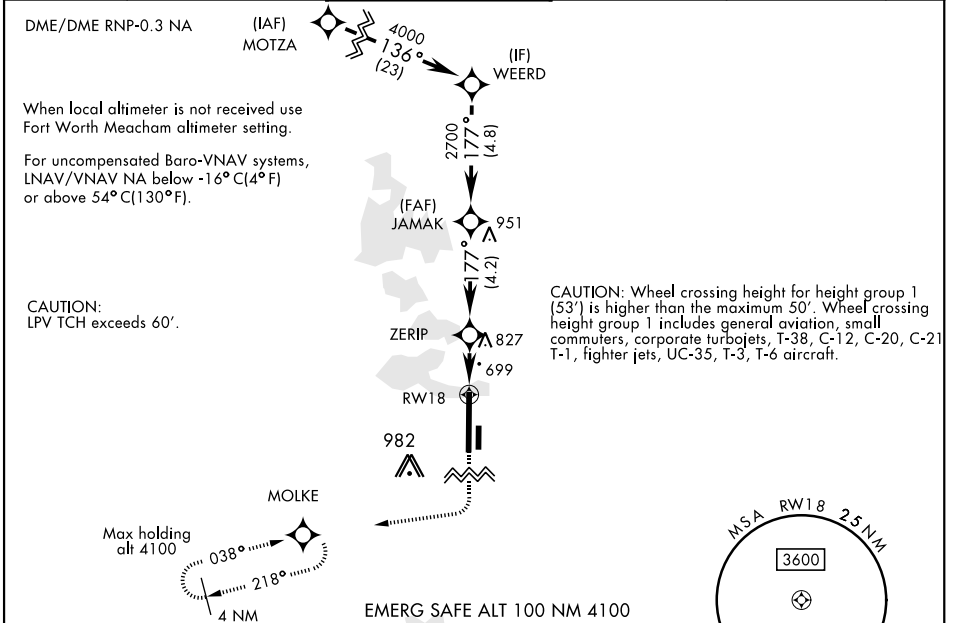 DME/DME RNP-0.3 NA
(IAF)
MOTZA
4000
136°
(23)
(IF)
WEERD
When local altimeter is not received use
Fort Worth Meacham altimeter setting.
For uncompensated Baro-VNAV systems,
LNAV/VNAV NA below -16°C(4°F)
or above 54°C(130°F).
2700
177°
(4.8)
(FAF)
JAMAK
951
177°
(4.2)
CAUTION:
LPV TCH exceeds 60'.
CAUTION: Wheel crossing height for height group 1
(53') is higher than the maximum 50'. Wheel crossing
height group 1 includes general aviation, small
commuters, corporate turbojets, T-38, C-12, C-20, C-21
T-1, fighter jets, UC-35, T-3, T-6 aircraft.
ZERIP
827
699
RW18
982
MOLKE
Max holding
alt 4100
038°
218°
4 NM
EMERG SAFE ALT 100 NM 4100
MSA RW18 25 NM
3600